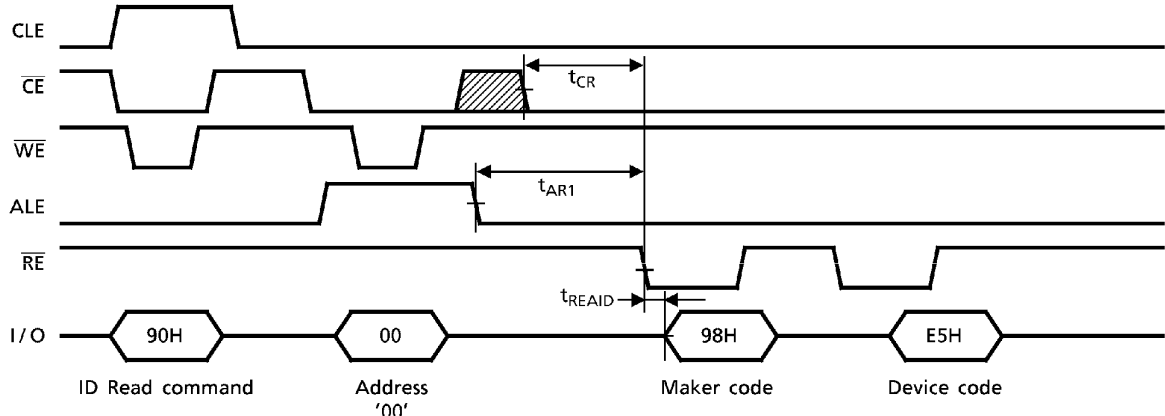 CLE
CE
tCR
WE
tAR1
ALE
RE
tREAID
I/O 90H 00 98H E5H
ID Read command Address Maker code Device code
'00'